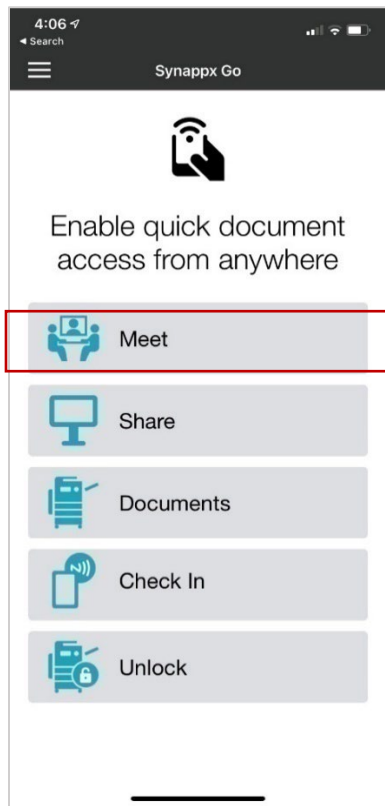 4:06
◀ Search
Synappx Go
Enable quick document
access from anywhere
Meet
Share
Documents
Check In
Unlock